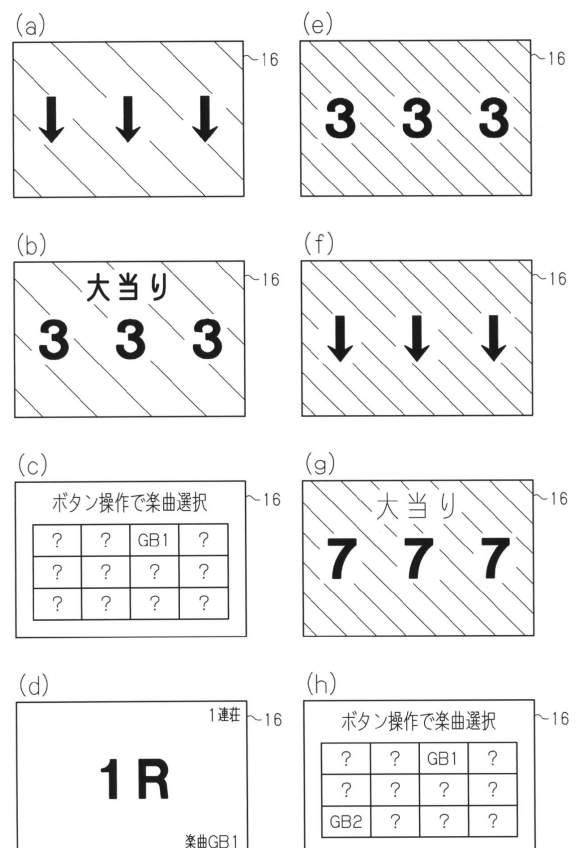 (a)
16
(b)
16
大当り
3 3 3
(c)
16
ボタン操作で楽曲選択
? ? GB1 ?
? ? ? ?
? ? ? ?
(d)
16
1連荘
1R
楽曲GB1
(e)
16
3 3 3
(f)
16
(g)
16
大当り
7 7 7
(h)
16
ボタン操作で楽曲選択
? ? GB1 ?
? ? ? ?
GB2 ? ? ?